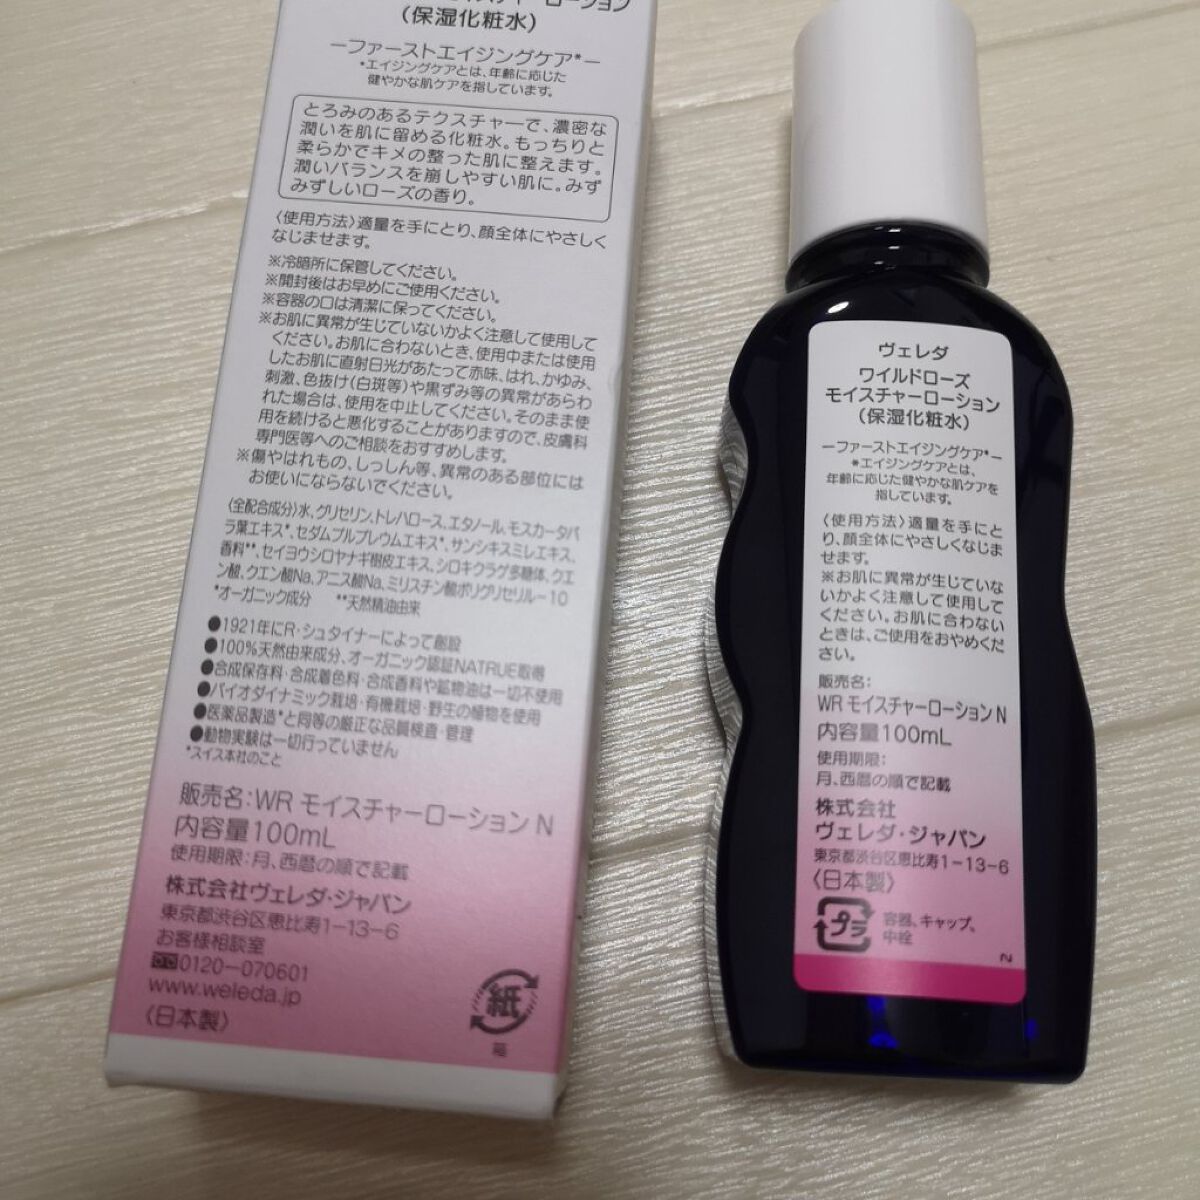 (保湿化粧水)
ーファーストエイジングケア*ー
*エイジングケアとは、年齢に応じた
健やかな肌ケアを指しています。
とろみのあるテクスチャーで、濃密な
潤いを肌に留める化粧水。もっちりと
柔らかでキメの整った肌に整えます。
潤いバランスを崩しやすい肌に。みず
みずしいローズの香り。
〈使用方法〉適量を手にとり、顔全体にやさしく
なじませます。
※冷暗所に保管してください。
※開封後はお早めにご使用ください。
※容器の口は清潔に保ってください。
※お肌に異常が生じていないかよく注意して使用して
ください。お肌に合わないとき、使用中または使用
したお肌に直射日光があたって赤味、はれ、かゆみ、
刺激、色抜け(白斑等)や黒ずみ等の異常があらわ
れた場合は、使用を中止してください。そのまま使
用を続けると悪化することがありますので、皮膚科
専門医等へのご相談をおすすめします。
※傷やはれもの、しっしん等、異常のある部位には
お使いにならないでください。
〈全配合成分〉水、グリセリン、トレハロース、エタノール、モスカータバ
ラ葉エキス*、セダムプルプレウムエキス*、サンシキスミレエキス、
香料**、セイヨウシロヤナギ樹皮エキス、シロキクラゲ多糖体、クエ
ン酸、クエン酸Na、アニス酸Na、ミリスチン酸ポリグリセリルー10
*オーガニック成分 **天然精油由来
●1921年にR・シュタイナーによって創設
●100%天然由来成分、オーガニック認証NATRUE取得
●合成保存料・合成着色料・合成香料や鉱物油は一切不使用
●バイオダイナミック栽培・有機栽培・野生の植物を使用
●医薬品製造*と同等の厳正な品質検査・管理
●動物実験は一切行っていません
*スイス本社のこと
販売名:WR モイスチャーローション N
内容量100mL
使用期限:月、西暦の順で記載
株式会社ヴェレダ・ジャパン
東京都渋谷区恵比寿1-13-6
お客様相談室
0120-070601
www.weleda.jp
〈日本製〉
紙
箱
ヴェレダ
ワイルドローズ
モイスチャーローション
(保湿化粧水)
ーファーストエイジングケア*ー
*エイジングケアとは、
年齢に応じた健やかな肌ケアを
指しています。
〈使用方法〉適量を手にと
り、顔全体にやさしくなじま
せます。
※お肌に異常が生じていな
いかよく注意して使用して
ください。お肌に合わない
ときは、ご使用をおやめくだ
さい。
販売名:
WR モイスチャーローション N
内容量100mL
使用期限:
月、西暦の順で記載
株式会社
ヴェレダ・ジャパン
東京都渋谷区恵比寿1-13-6
〈日本製〉
プラ
容器、キャップ、
中栓